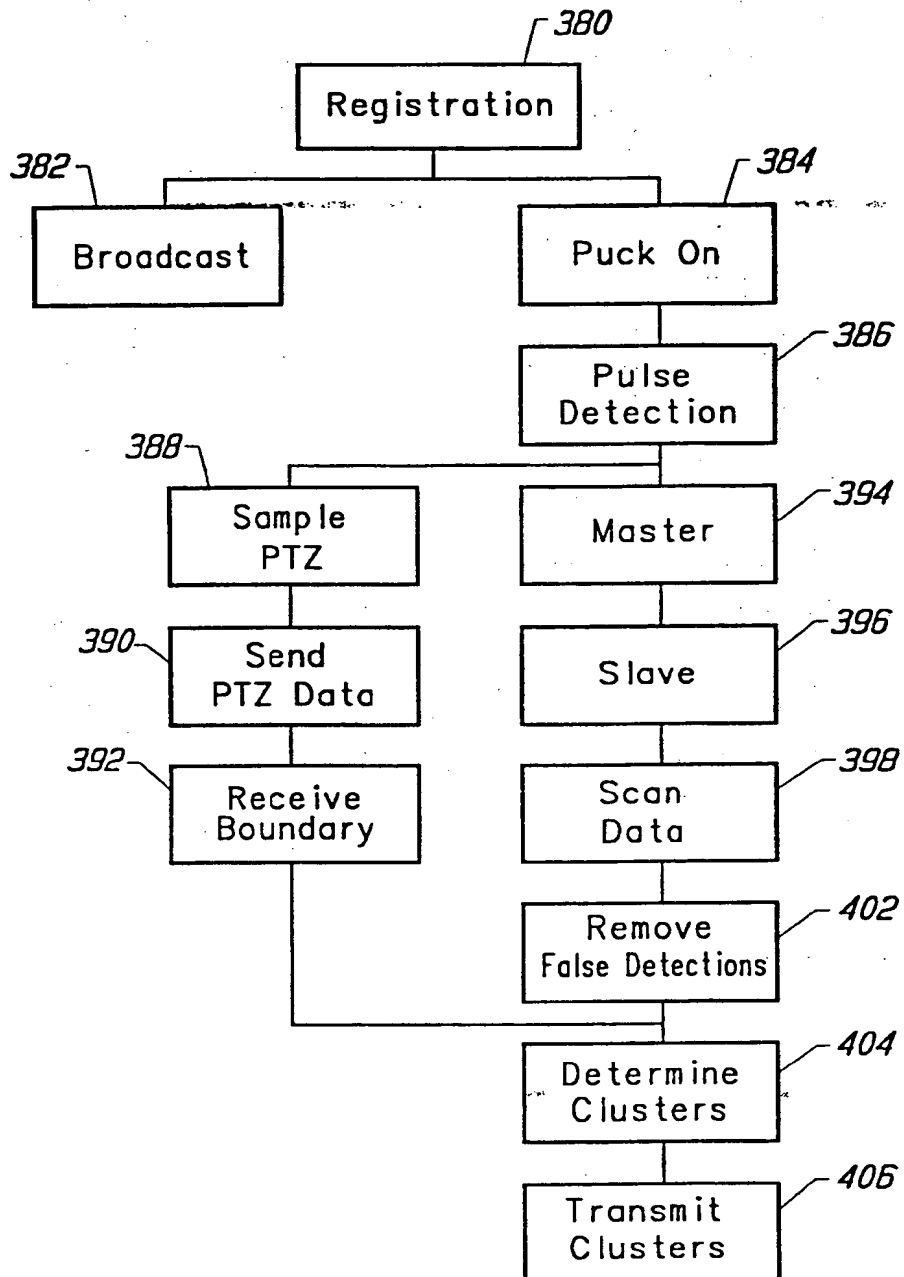 380
Registration
382
384
Broadcast
Puck On
386
Pulse
Detection
388
394
Sample
PTZ
Master
390
396
Send
PTZ Data
Slave
392
398
Receive
Boundary
Scan
Data
402
Remove
False Detections
404
Determine
Clusters
406
Transmit
Clusters